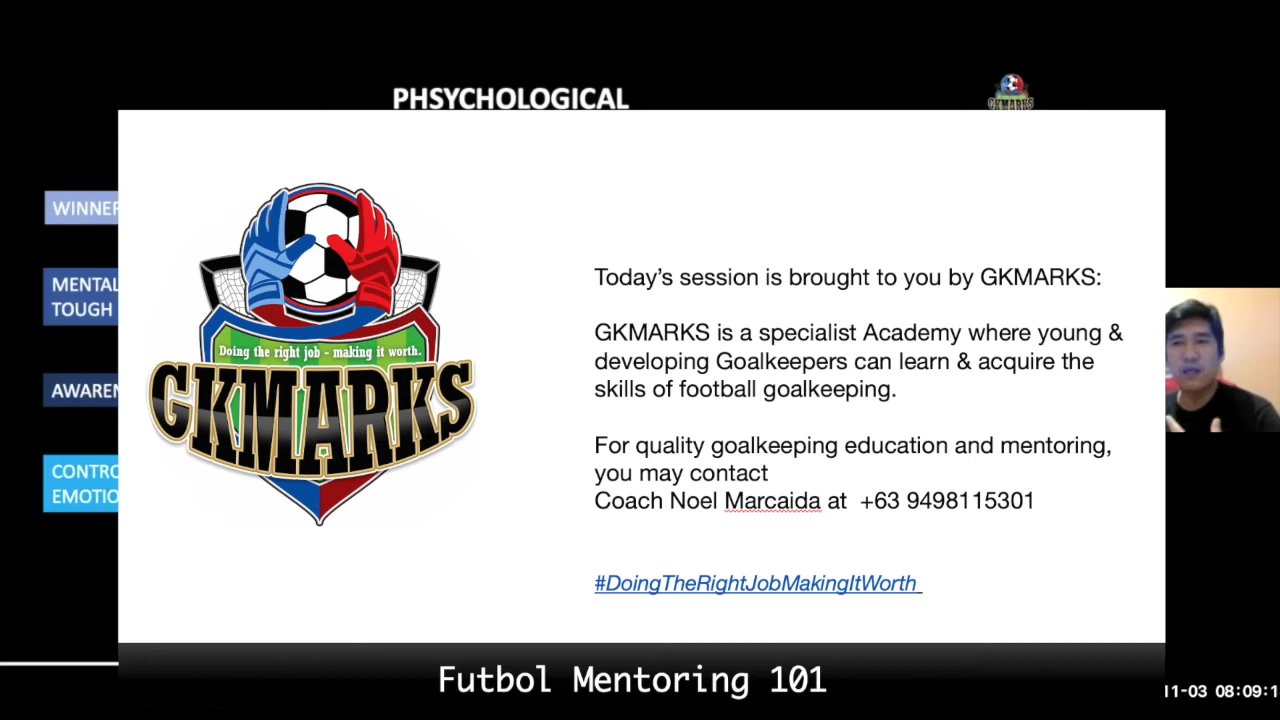 PHSYCHOLOGICAL
GKMARKS
WINNER
MENTAL
TOUGH
AWAREN
CONTRO
EMOTIO
Doing the right job - making it worth.
GKMARKS
Today's session is brought to you by GKMARKS:
GKMARKS is a specialist Academy where young &
developing Goalkeepers can learn & acquire the
skills of football goalkeeping.
For quality goalkeeping education and mentoring,
you may contact
Coach Noel Marcaida at +63 9498115301
#DoingTheRightJobMakingItWorth
Futbol Mentoring 101
11-03 08:09:1